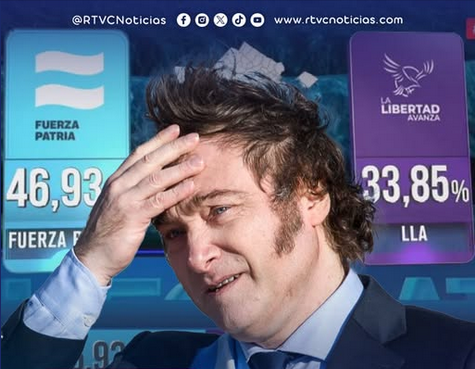 @RTVCNoticias www.rtvcnoticias.com
FUERZA
PATRIA
46,93
FUERZA
LA
LIBERTAD
AVANZA
33,85%
LLA